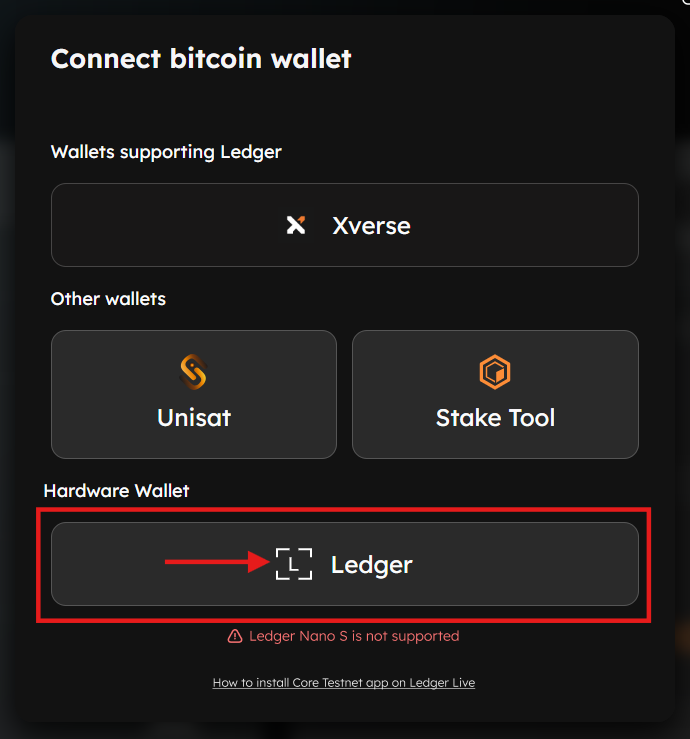 Connect bitcoin wallet
Wallets supporting Ledger
Xverse
Other wallets
Unisat
Stake Tool
Hardware Wallet
L
Ledger
Ledger Nano S is not supported
How to install Core Testnet app on Ledger Live